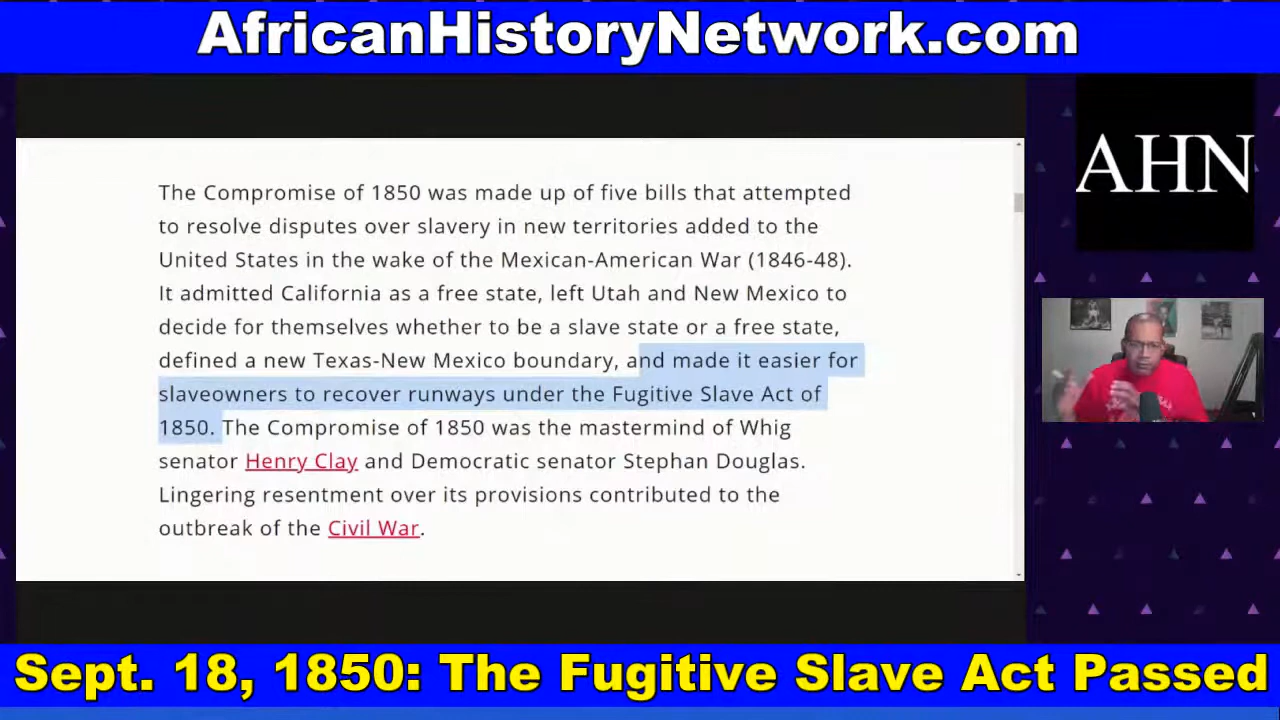 AfricanHistoryNetwork.com
AHN
The Compromise of 1850 was made up of five bills that attempted
to resolve disputes over slavery in new territories added to the
United States in the wake of the Mexican-American War (1846-48).
It admitted California as a free state, left Utah and New Mexico to
decide for themselves whether to be a slave state or a free state,
defined a new Texas-New Mexico boundary, and made it easier for
slaveowners to recover runways under the Fugitive Slave Act of
1850. The Compromise of 1850 was the mastermind of Whig
senator Henry Clay and Democratic senator Stephan Douglas.
Lingering resentment over its provisions contributed to the
outbreak of the Civil War.
Sept. 18, 1850: The Fugitive Slave Act Passed